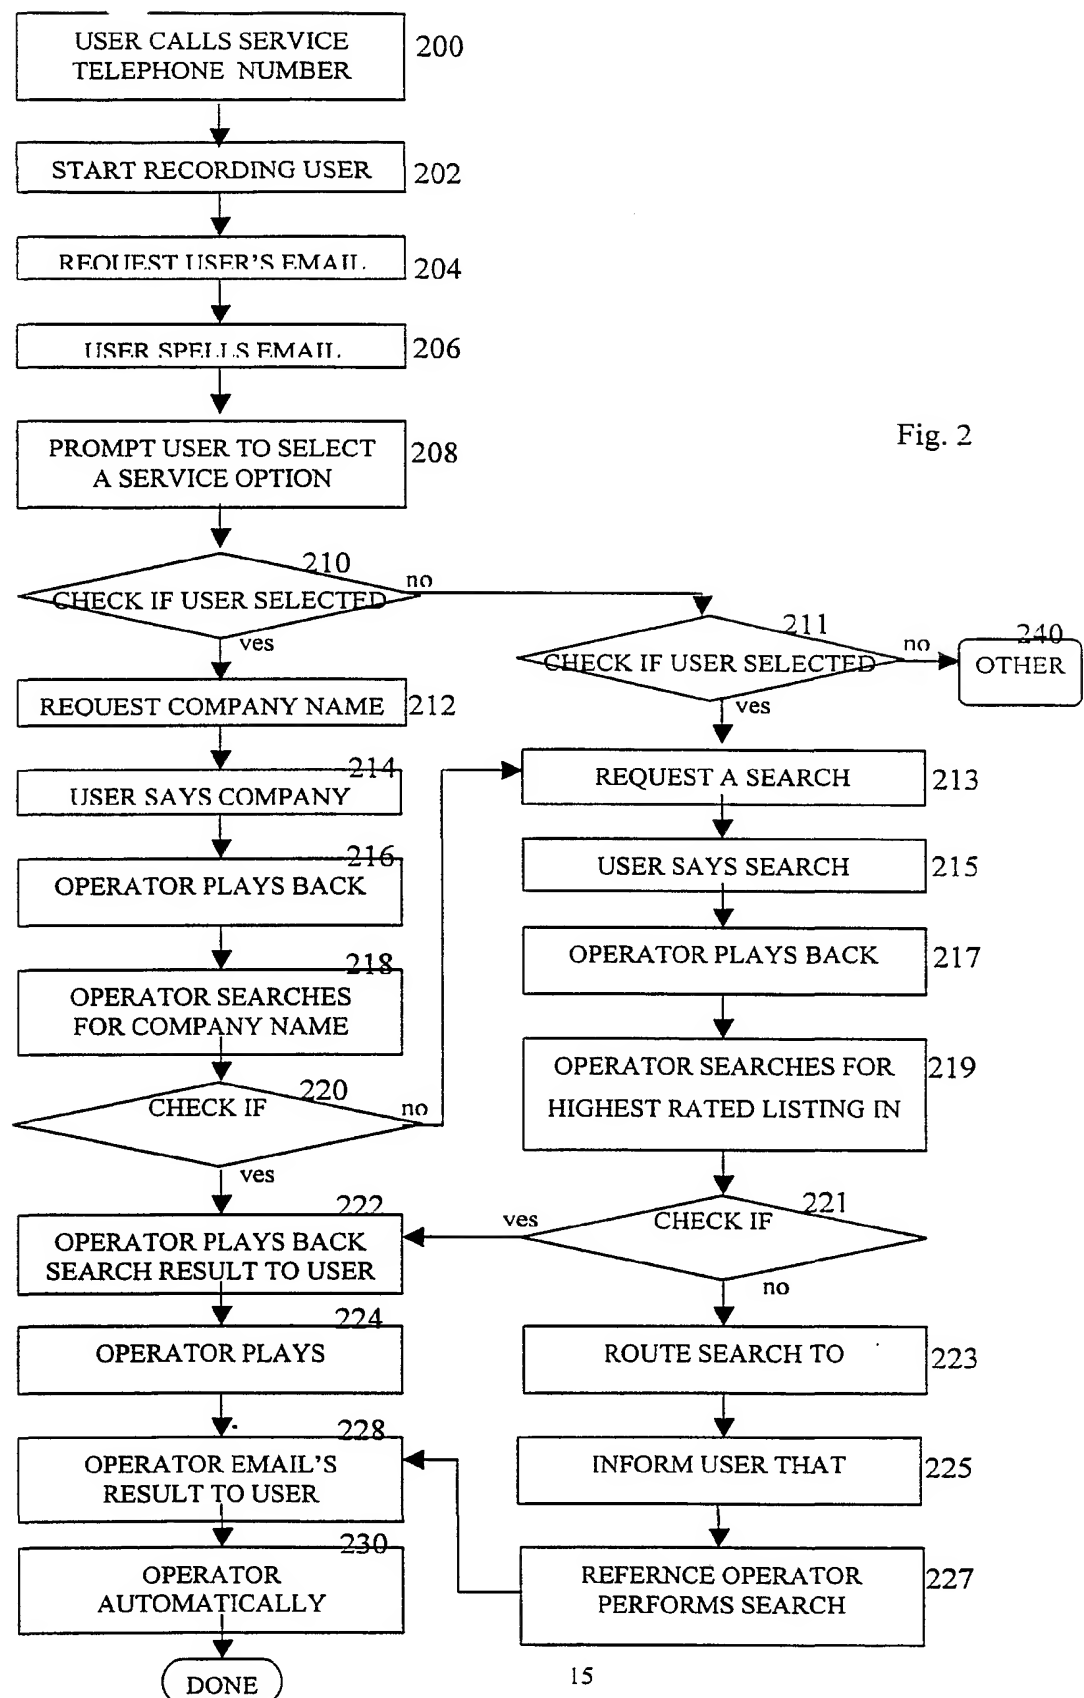 USER CALLS SERVICE
TELEPHONE NUMBER
200
START RECORDING USER
202
REQUEST USER'S EMAIL
204
USER SPELLS EMAIL
206
PROMPT USER TO SELECT
A SERVICE OPTION
208
Fig. 2
210
CHECK IF USER SELECTED
no
yes
211
CHECK IF USER SELECTED
no
yes
240
OTHER
REQUEST COMPANY NAME
212
214
USER SAYS COMPANY
216
OPERATOR PLAYS BACK
218
OPERATOR SEARCHES
FOR COMPANY NAME
220
CHECK IF
no
yes
REQUEST A SEARCH
213
USER SAYS SEARCH
215
OPERATOR PLAYS BACK
217
OPERATOR SEARCHES FOR
HIGHEST RATED LISTING IN
219
221
CHECK IF
yes
no
222
OPERATOR PLAYS BACK
SEARCH RESULT TO USER
224
OPERATOR PLAYS
228
OPERATOR EMAIL'S
RESULT TO USER
230
OPERATOR
AUTOMATICALLY
DONE
ROUTE SEARCH TO
223
INFORM USER THAT
225
REFERNCE OPERATOR
PERFORMS SEARCH
227
15